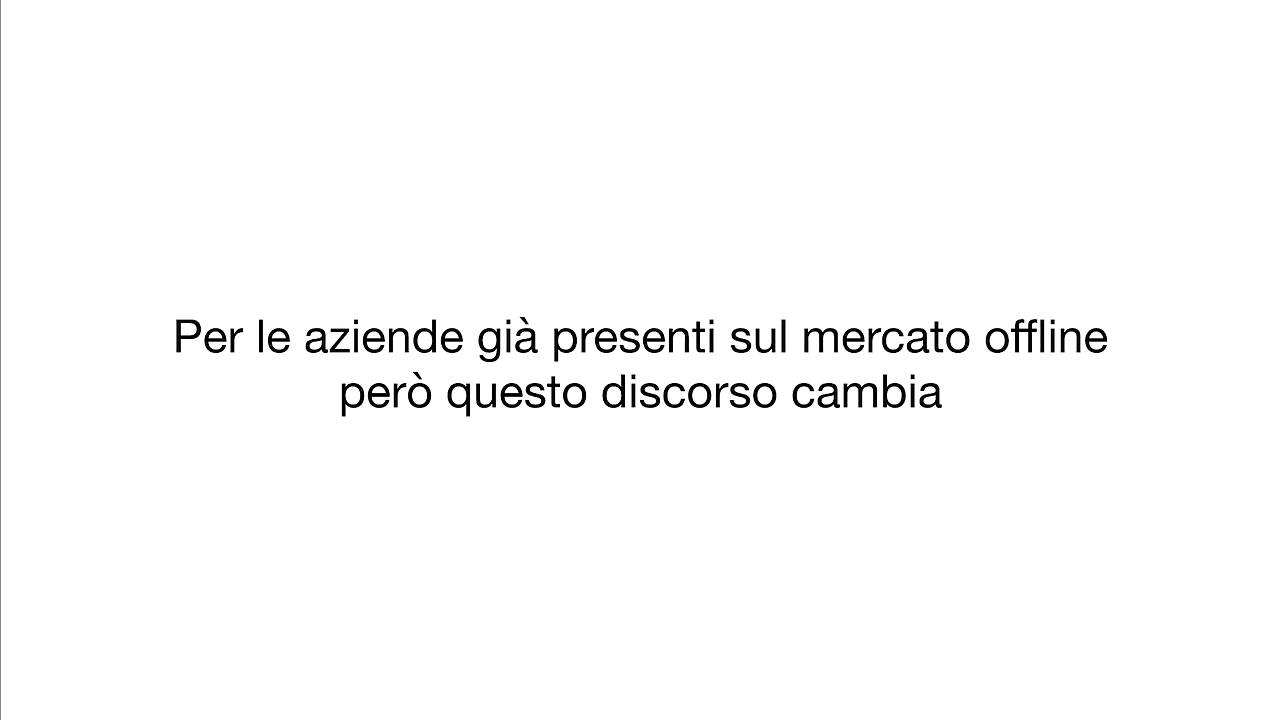 Per le aziende già presenti sul mercato offline
però questo discorso cambia